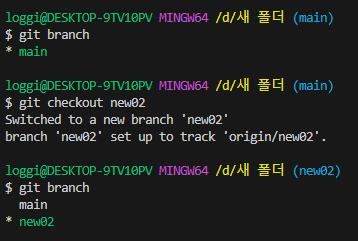 loggi@DESKTOP-9TV10PV MINGW64 /d/새 폴더 (main)
$ git branch
* main
loggi@DESKTOP-9TV10PV MINGW64 /d/새 폴더 (main)
$ git checkout new02
Switched to a new branch 'new02'
branch 'new02' set up to track 'origin/new02'.
loggi@DESKTOP-9TV10PV MINGW64 /d/새 폴더 (new02)
$ git branch
  main
* new02